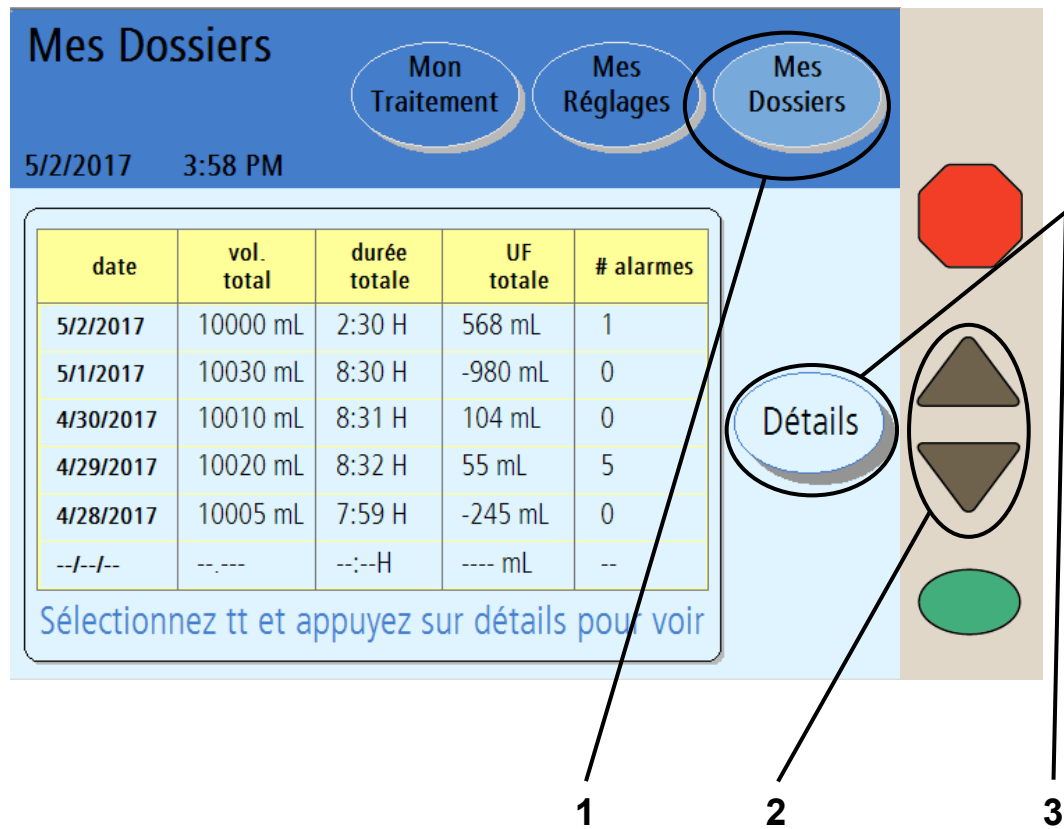 Mes Dossiers
Mon
Traitement
Mes
Réglages
Mes
Dossiers
5/2/2017 3:58 PM
date vol. total durée totale UF totale # alarmes
5/2/2017 10000 mL 2:30 H 568 mL 1
5/1/2017 10030 mL 8:30 H -980 mL 0
4/30/2017 10010 mL 8:31 H 104 mL 0
4/29/2017 10020 mL 8:32 H 55 mL 5
4/28/2017 10005 mL 7:59 H -245 mL 0
--/--/-- --.--- --:--H ---- mL --
Sélectionnez tt et appuyez sur détails pour voir
Détails
1 2 3